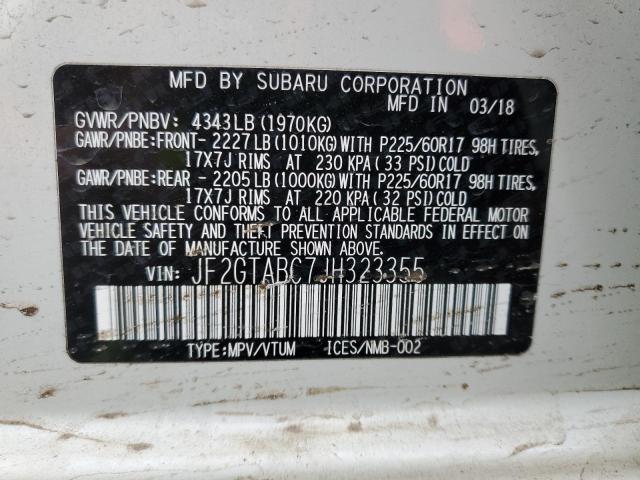 MFD BY SUBARU CORPORATION
MFD IN 03/18
GVWR/PNBV: 4343LB(1970KG)
GAWR/PNBE:FRONT- 2227LB(1010KG)WITH P225/60R17 98H TIRES,
17X7J RIMS AT 230 KPA(33 PSI)COLD
GAWR/PNBE:REAR - 2205LB(1000KG)WITH P225/60R17 98H TIRES,
17X7J RIMS AT 220 KPA(32 PSI)COLD
THIS VEHICLE CONFORMS TO ALL APPLICABLE FEDERAL MOTOR
VEHICLE SAFETY AND THEFT PREVENTION STANDARDS IN EFFECT ON
THE DATE OF MANUFACTURE SHOWN ABOVE.
VIN: JF2GTABC7JH323355
TYPE:MPV/VTUM ICES/NMB-002